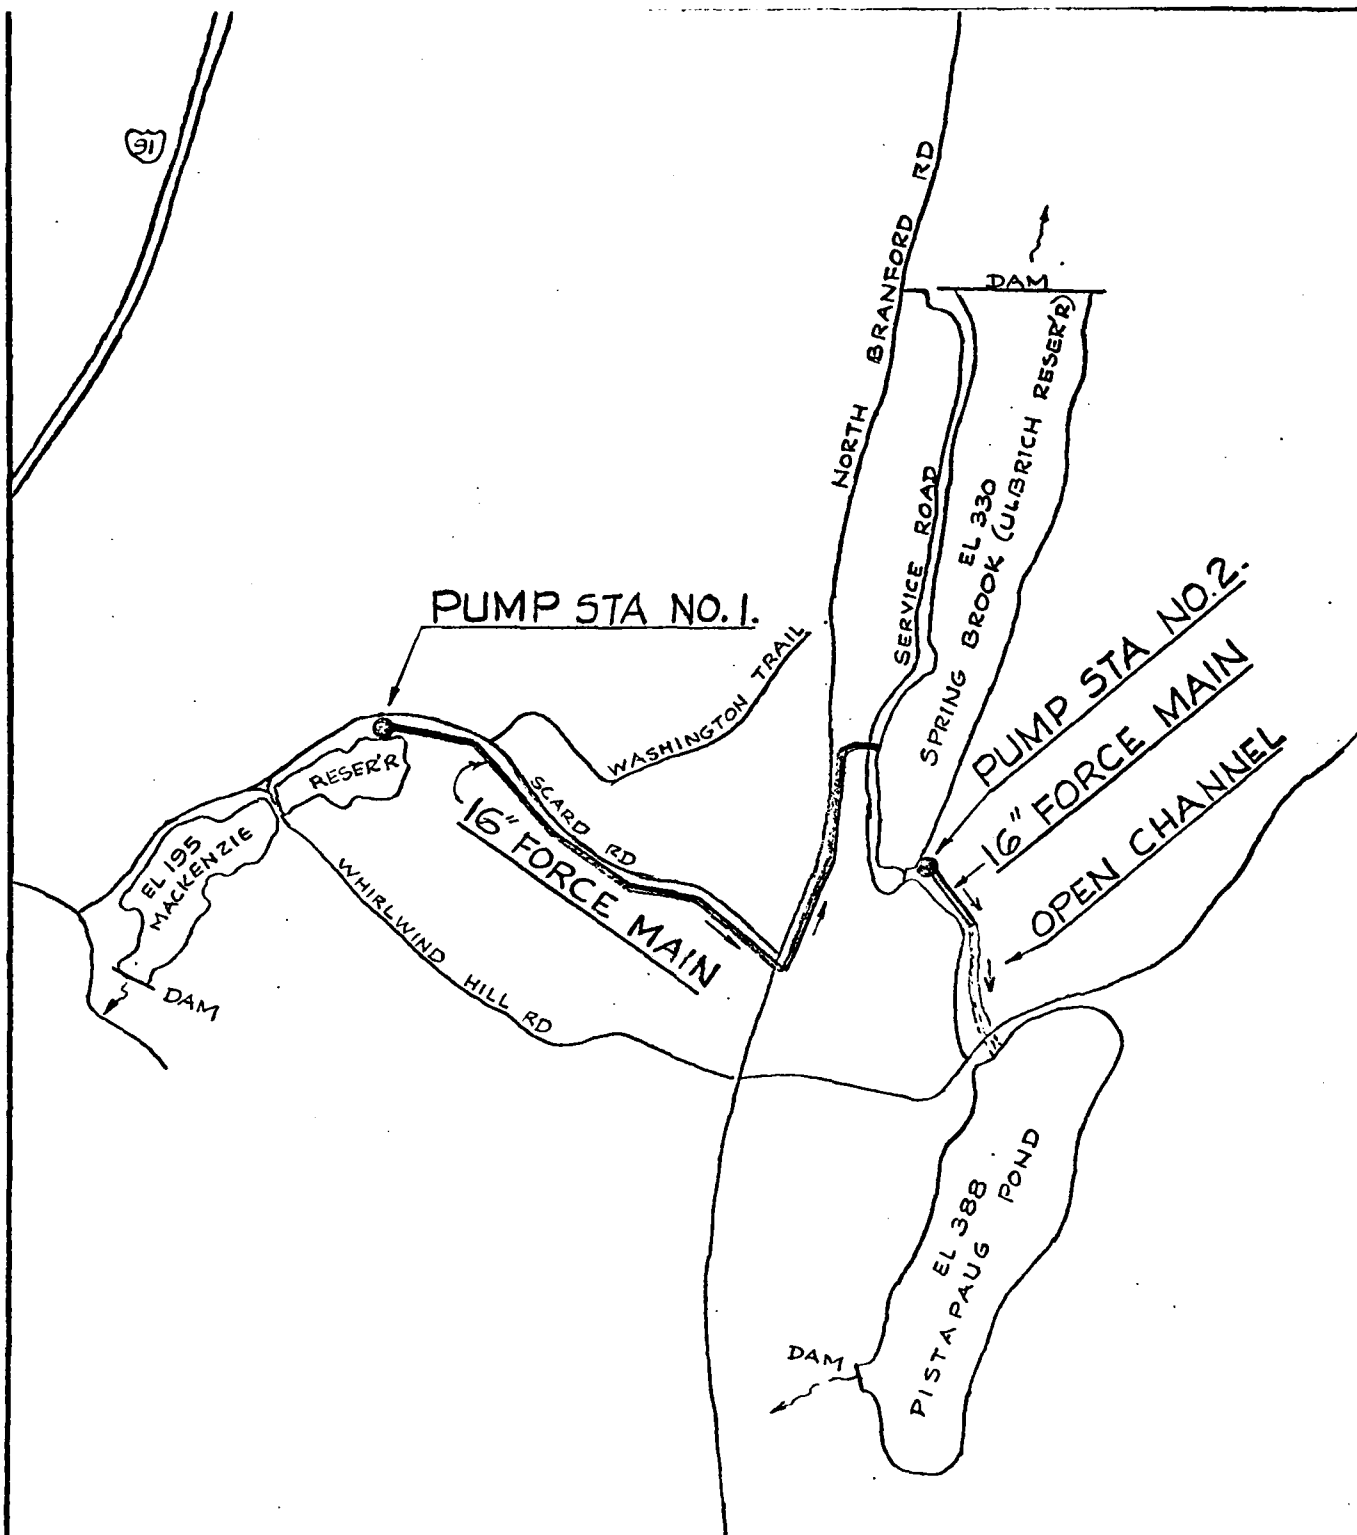 91
NORTH BRANFORD RD
DAM
SERVICE ROAD
EL 330
SPRING BROOK (ULBRICH RESER'R)
PUMP STA NO. 1.
WASHINGTON TRAIL
PUMP STA NO. 2.
16" FORCE MAIN
OPEN CHANNEL
RESER'R
SCARD RD
16" FORCE MAIN
EL 195
MACKENZIE
WHIRLWIND HILL RD
DAM
EL 388
PISTAPAUG POND
DAM